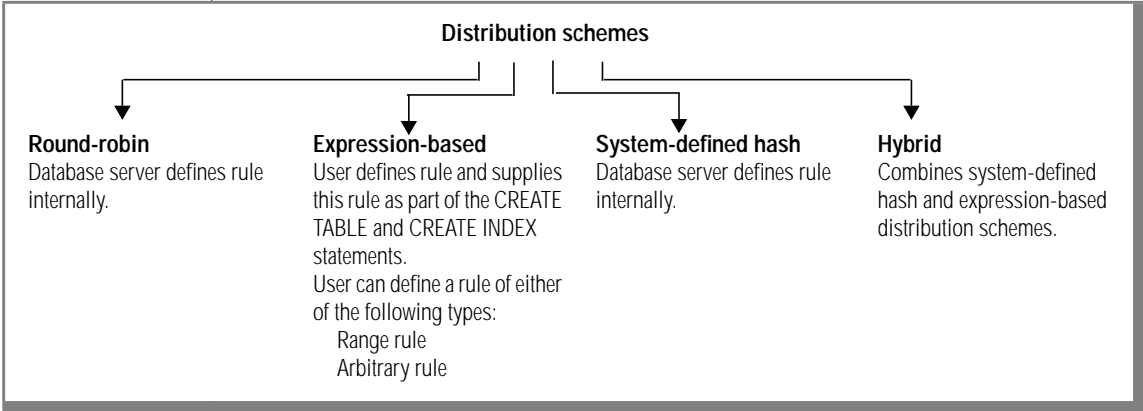 Distribution schemes
Round-robin
Database server defines rule
internally.
Expression-based
User defines rule and supplies
this rule as part of the CREATE
TABLE and CREATE INDEX
statements.
User can define a rule of either
of the following types:
Range rule
Arbitrary rule
System-defined hash
Database server defines rule
internally.
Hybrid
Combines system-defined
hash and expression-based
distribution schemes.